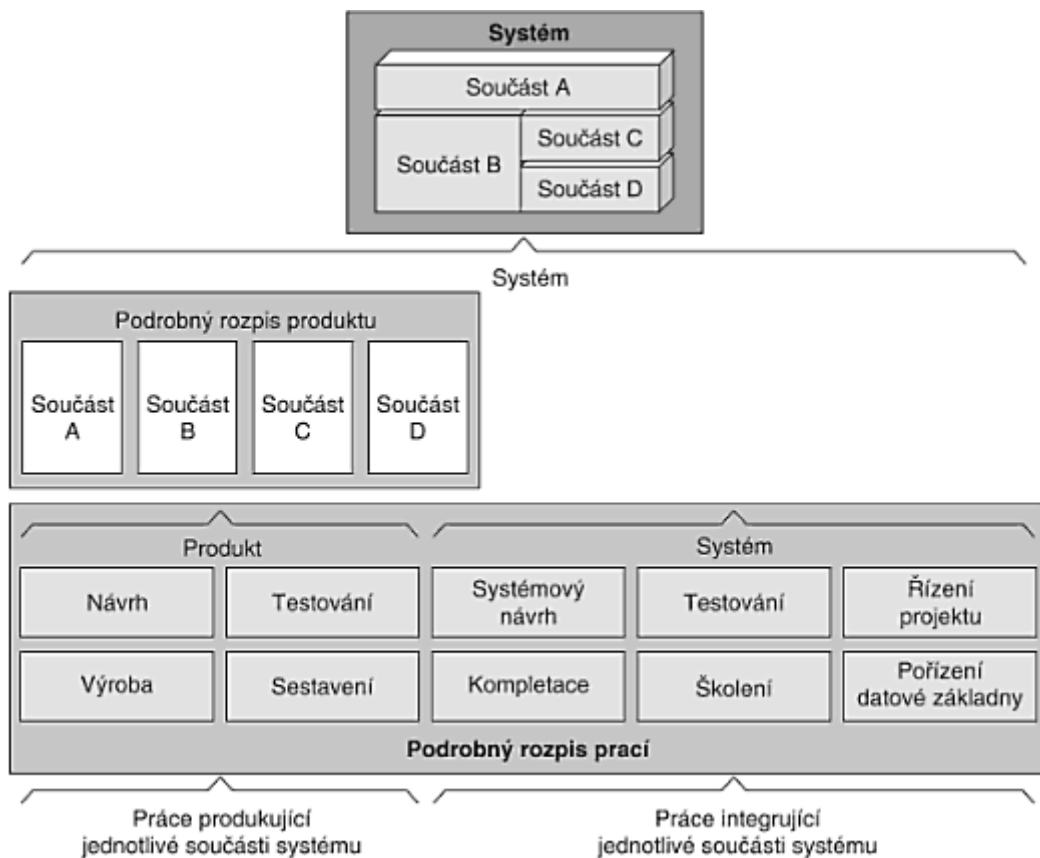 Systém
Součást A
Součást B
Součást C
Součást D
Systém
Podrobný rozpis produktu
Součást
A
Součást
B
Součást
C
Součást
D
Produkt
Systém
Návrh
Testování
Systémový
návrh
Testování
Řízení
projektu
Výroba
Sestavení
Kompletace
Školení
Pořízení
datové základny
Podrobný rozpis prací
Práce produkující
jednotlivé součásti systému
Práce integrující
jednotlivé součásti systému